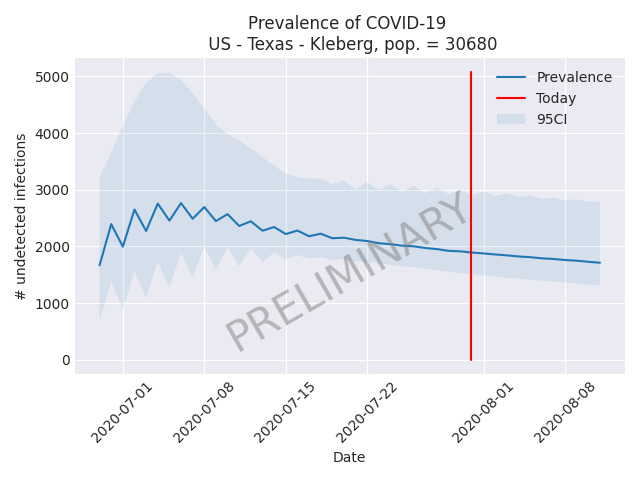 Prevalence of COVID-19
US - Texas - Kleberg, pop. = 30680
# undetected infections
5000
4000
3000
2000
1000
0
Prevalence
Today
95CI
PRELIMINARY
2020-07-01
2020-07-08
2020-07-15
2020-07-22
2020-08-01
2020-08-08
Date